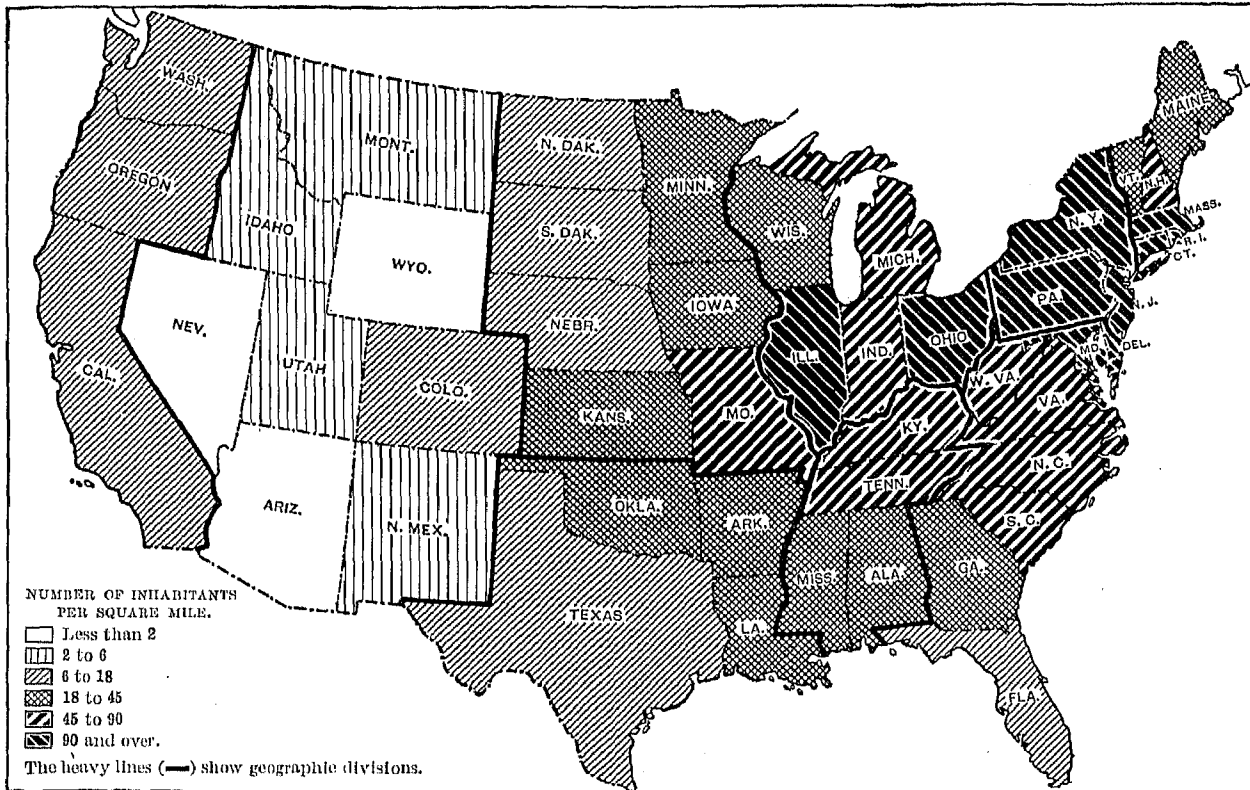 WASH.
MONT.
N. DAK.
MINN.
MAINE
OREGON
IDAHO
S. DAK.
WIS.
VT.
N.H.
MASS.
N.Y.
R.I.
CT.
WYO.
MICH.
NEV.
NEBR.
IOWA
PA.
N.J.
UTAH
COLO.
ILL.
IND.
OHIO
MD.
DEL.
CAL.
KANS.
MO.
W. VA.
VA.
KY.
ARIZ.
N. MEX.
OKLA.
ARK.
TENN.
N.C.
S.C.
TEXAS
LA.
MISS.
ALA.
GA.
FLA.
NUMBER OF INHABITANTS
PER SQUARE MILE.
Less than 2
2 to 6
6 to 18
18 to 45
45 to 90
90 and over.
The heavy lines (—) show geographic divisions.